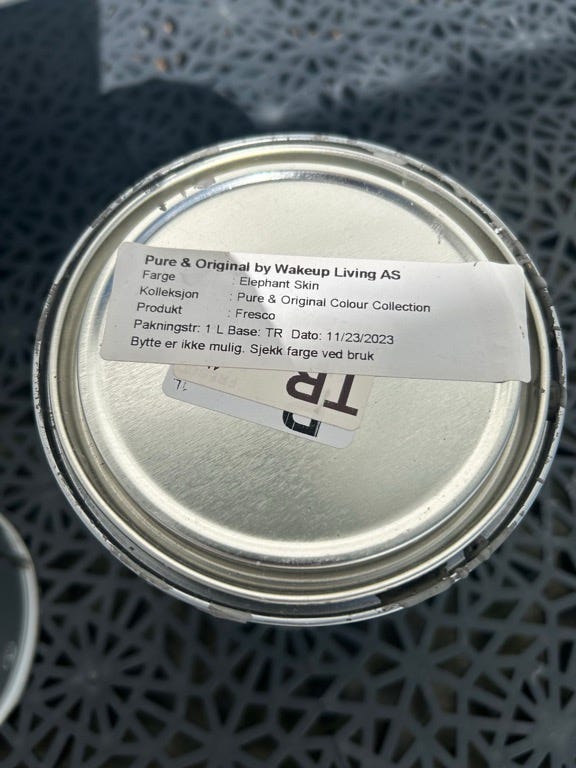 Pure & Original by Wakeup Living AS
Farge : Elephant Skin
Kolleksjon : Pure & Original Colour Collection
Produkt : Fresco
Pakningstr: 1 L Base: TR Dato: 11/23/2023
Bytte er ikke mulig. Sjekk farge ved bruk
TR
1L